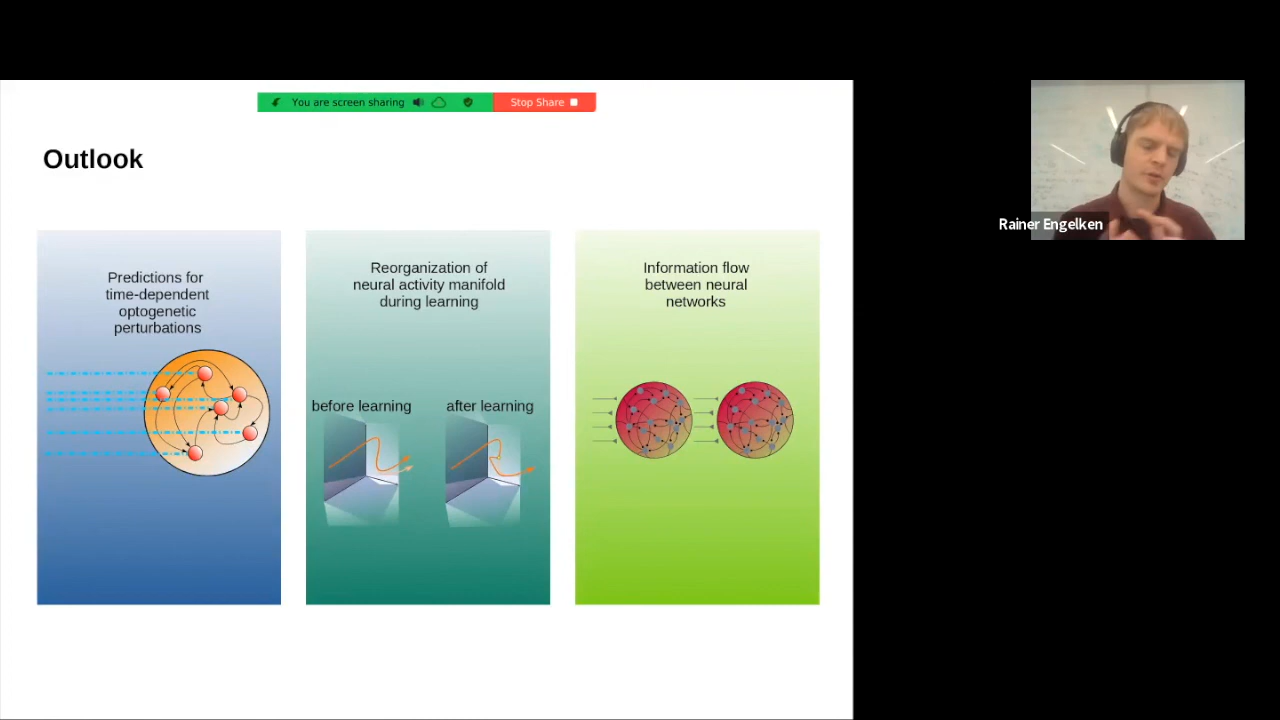 You are screen sharing
Stop Share
Outlook
Predictions for
time-dependent
optogenetic
perturbations
Reorganization of
neural activity manifold
during learning
before learning
after learning
Information flow
between neural
networks
Rainer Engelken